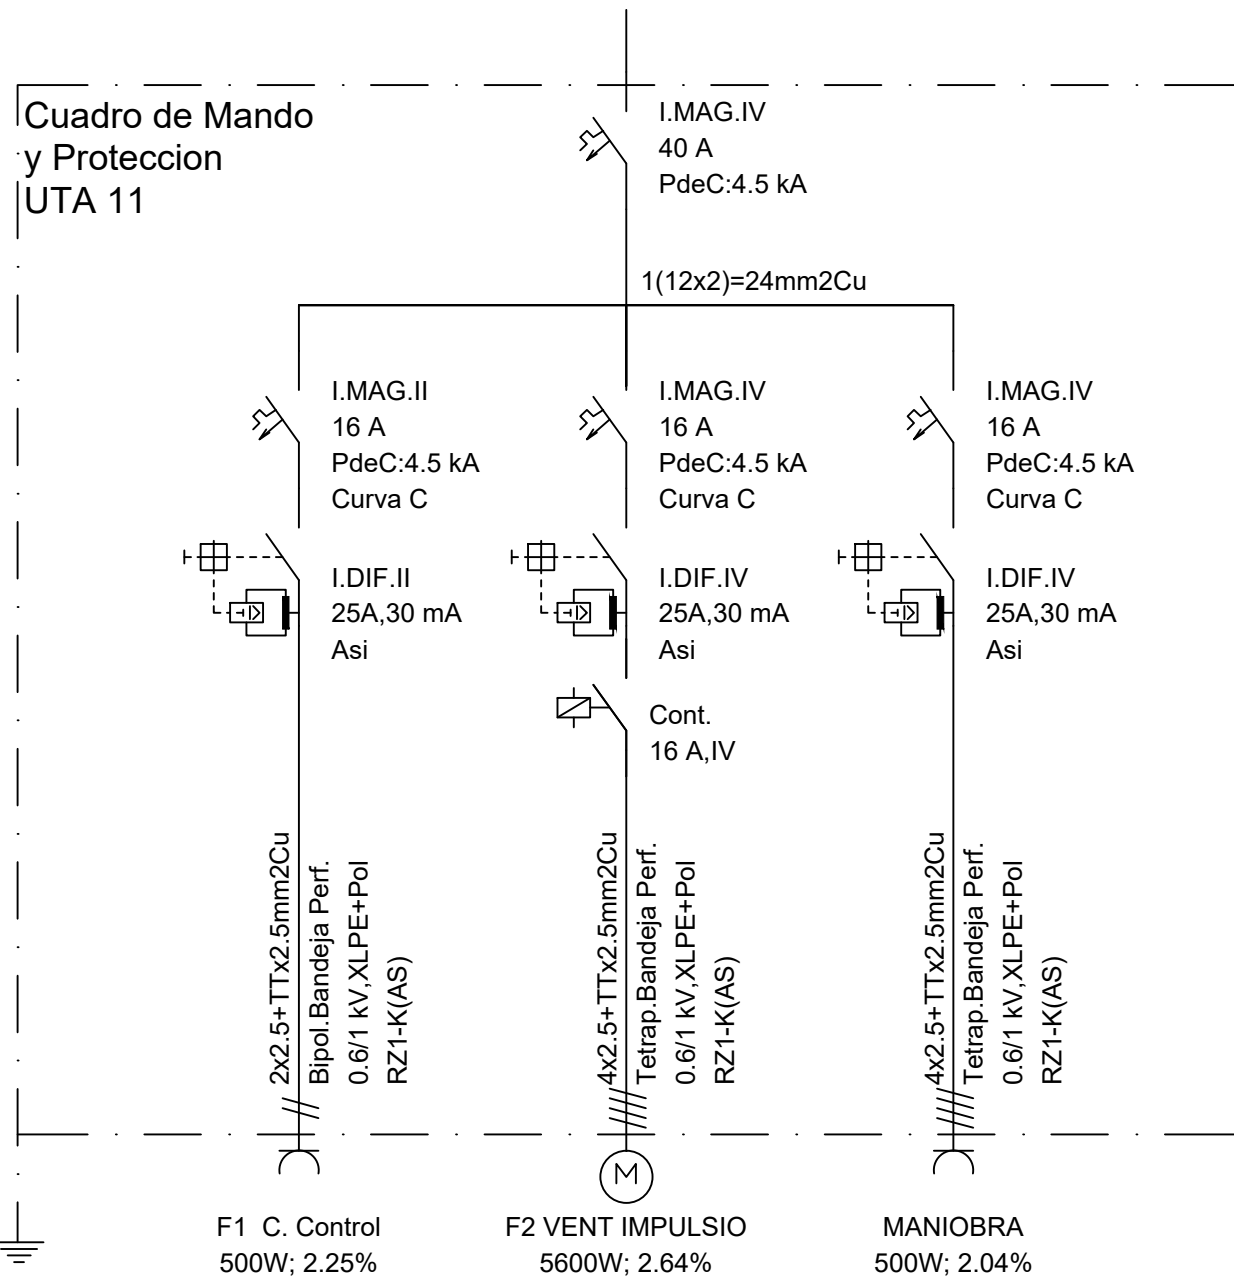 Cuadro de Mando
y Proteccion
UTA 11
I.MAG.IV
40 A
PdeC:4.5 kA
1(12x2)=24mm2Cu
I.MAG.II
16 A
PdeC:4.5 kA
Curva C
I.MAG.IV
16 A
PdeC:4.5 kA
Curva C
I.MAG.IV
16 A
PdeC:4.5 kA
Curva C
I.DIF.II
25A,30 mA
Asi
I.DIF.IV
25A,30 mA
Asi
I.DIF.IV
25A,30 mA
Asi
Cont.
16 A,IV
2x2.5+TTx2.5mm2Cu
Bipol.Bandeja Perf.
0.6/1 kV,XLPE+Pol
RZ1-K(AS)
4x2.5+TTx2.5mm2Cu
Tetrap.Bandeja Perf.
0.6/1 kV,XLPE+Pol
RZ1-K(AS)
4x2.5+TTx2.5mm2Cu
Tetrap.Bandeja Perf.
0.6/1 kV,XLPE+Pol
RZ1-K(AS)
M
F1 C. Control
500W; 2.25%
F2 VENT IMPULSIO
5600W; 2.64%
MANIOBRA
500W; 2.04%